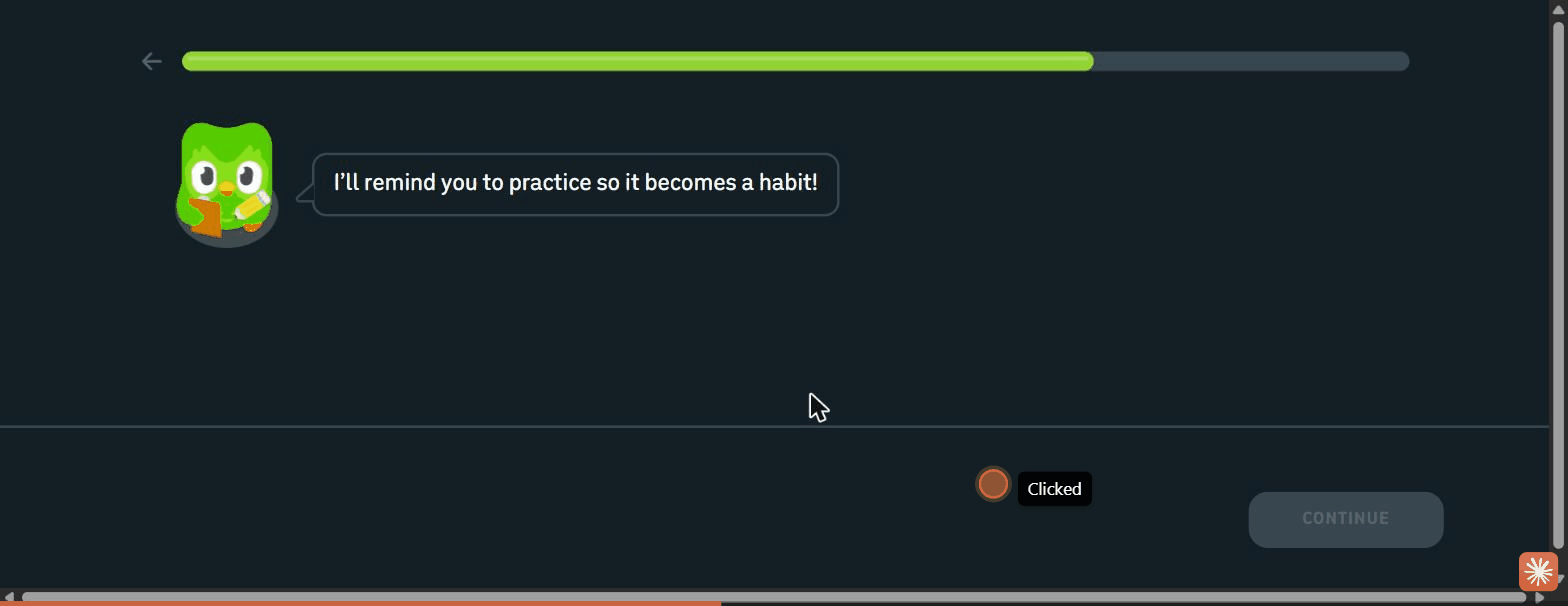 I’ll remind you to practice so it becomes a habit!
Clicked
CONTINUE